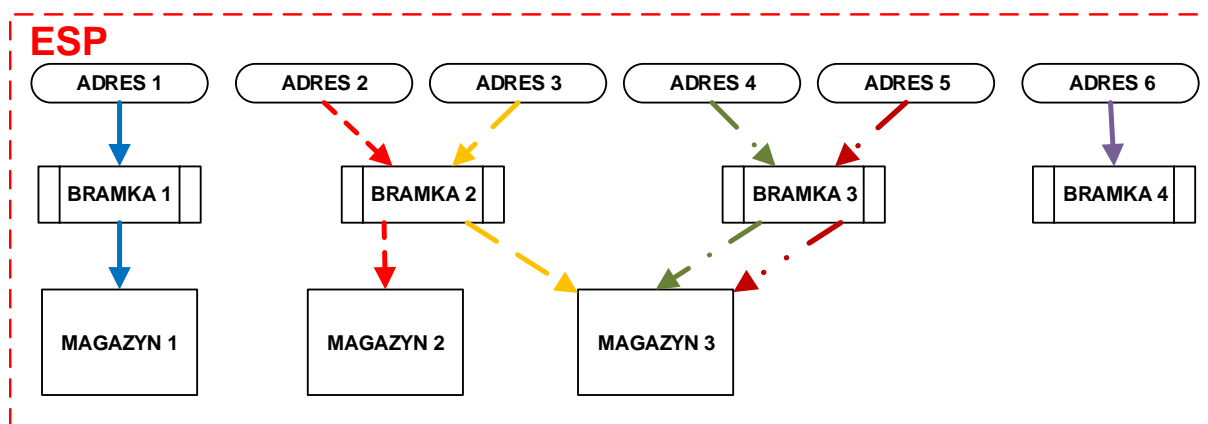 ESP
ADRES 1
ADRES 2
ADRES 3
ADRES 4
ADRES 5
ADRES 6
BRAMKA 1
BRAMKA 2
BRAMKA 3
BRAMKA 4
MAGAZYN 1
MAGAZYN 2
MAGAZYN 3